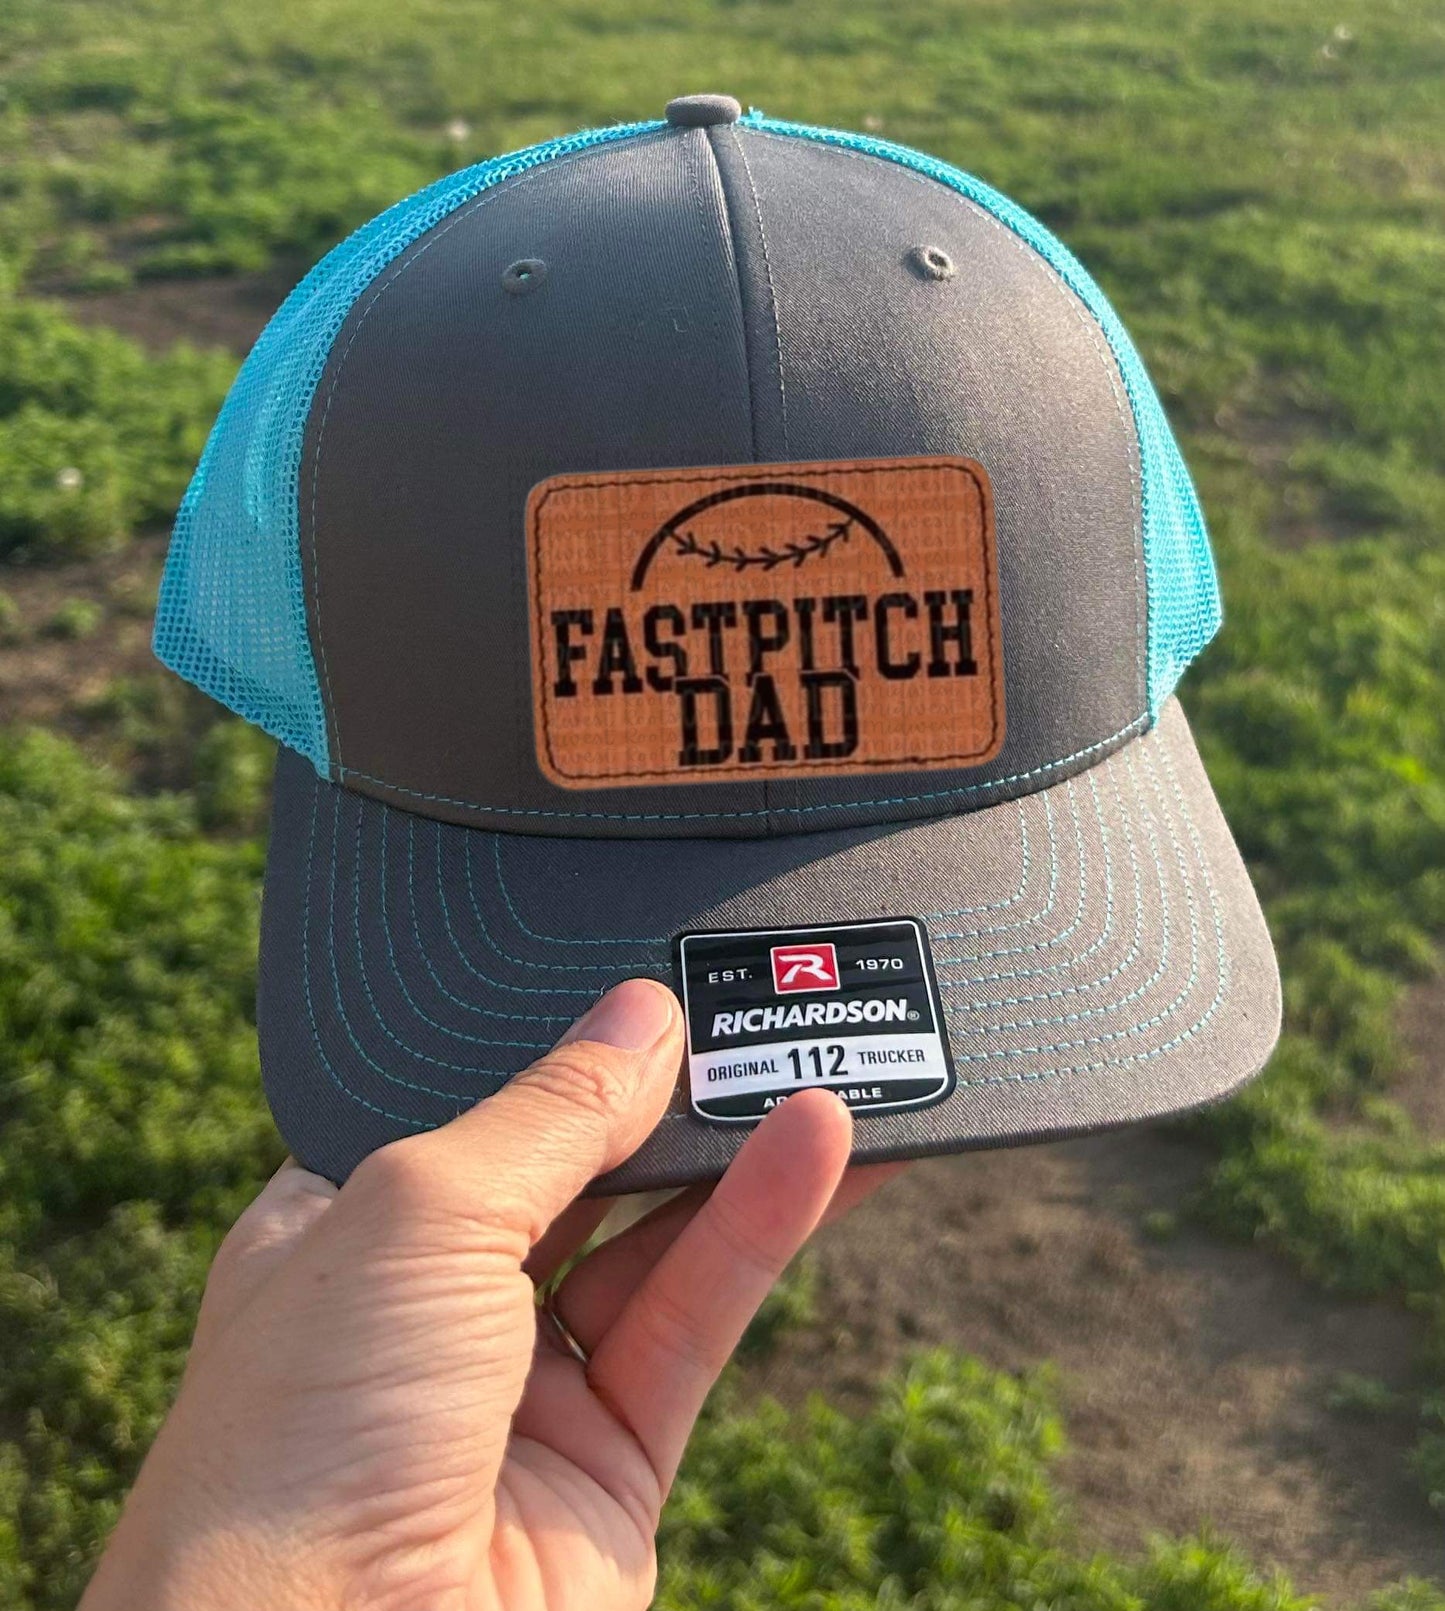 FASTPITCH
DAD
EST. R 1970
RICHARDSON®
ORIGINAL 112 TRUCKER